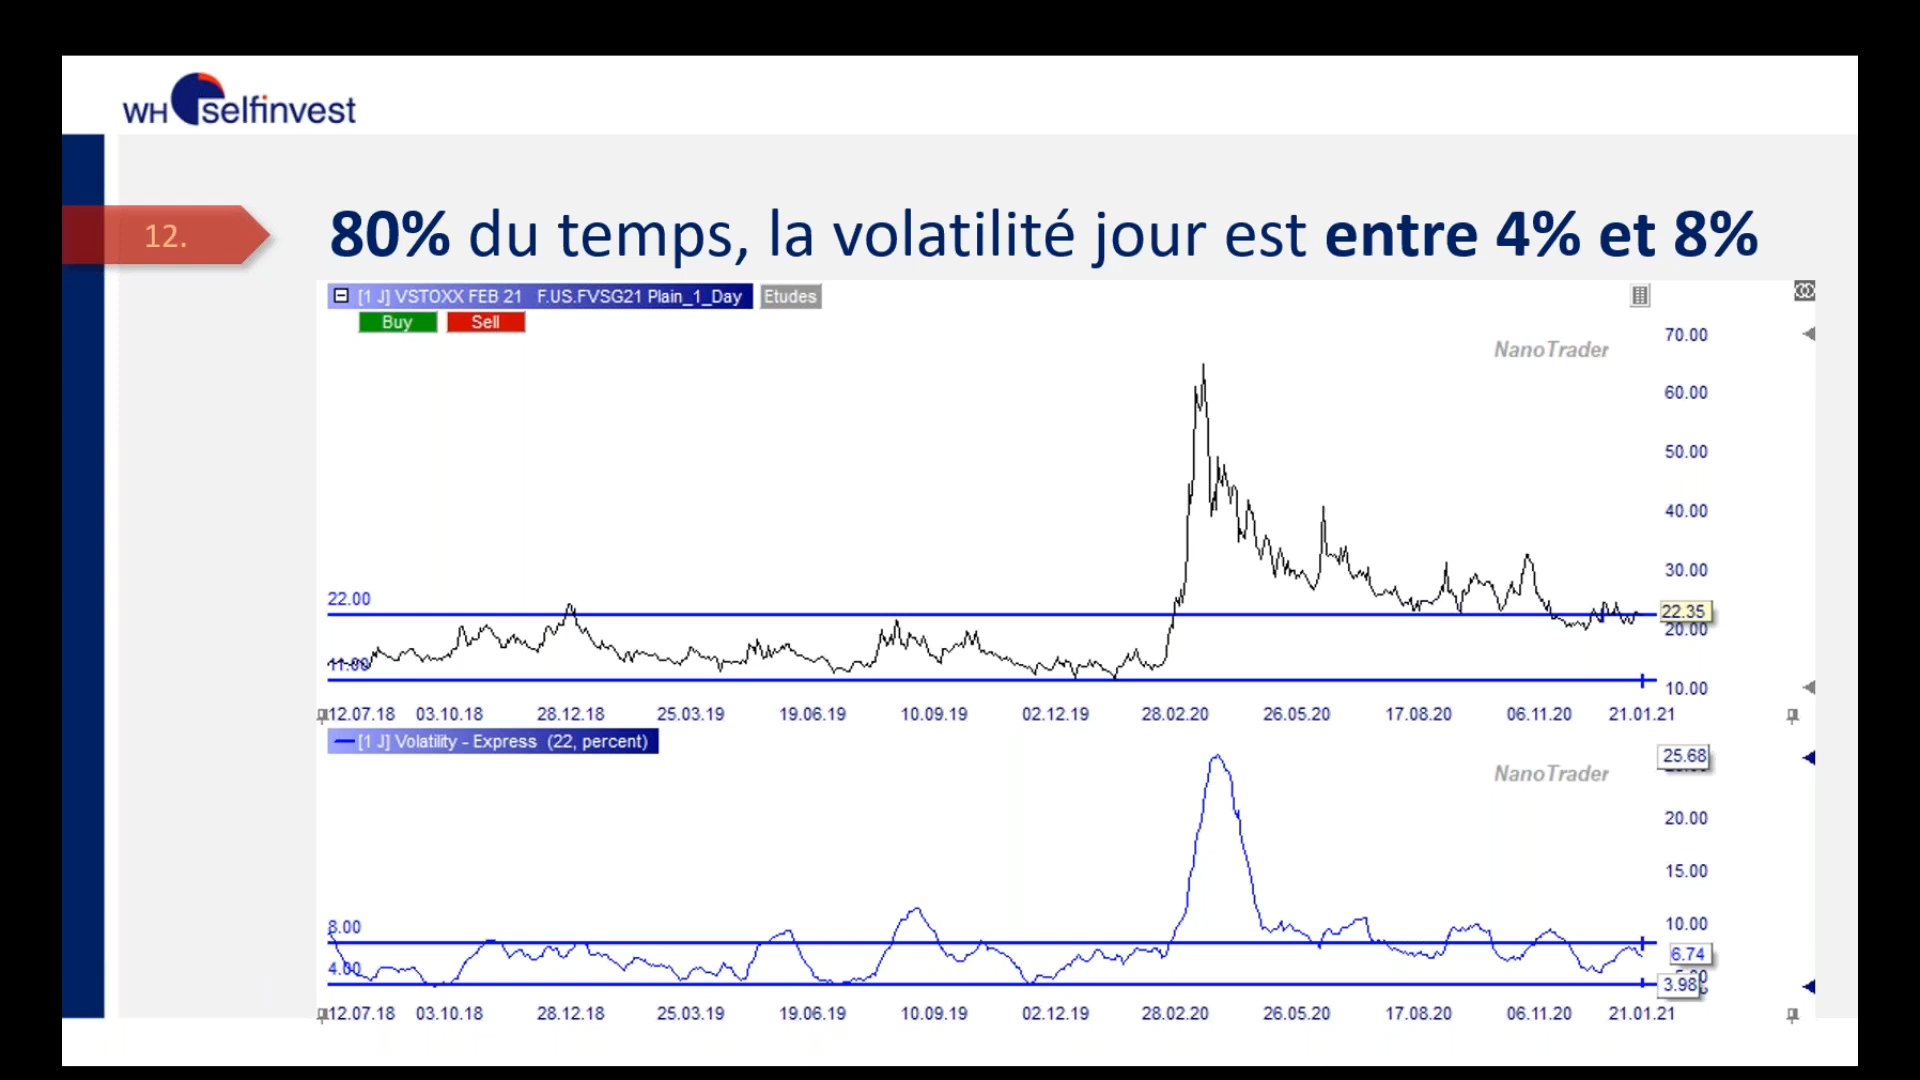 WH selfinvest
12.
80% du temps, la volatilité jour est entre 4% et 8%
[1 J] VSTOXX FEB 21 F.US.FVSG21 Plain_1_Day Etudes
Buy Sell
NanoTrader
70.00
60.00
50.00
40.00
30.00
22.00
22.35
20.00
11.00
10.00
12.07.18 03.10.18 28.12.18 25.03.19 19.06.19 10.09.19 02.12.19 28.02.20 26.05.20 17.08.20 06.11.20 21.01.21
[1 J] Volatility - Express (22, percent)
NanoTrader
25.68
20.00
15.00
10.00
8.00
6.74
4.00
3.98
12.07.18 03.10.18 28.12.18 25.03.19 19.06.19 10.09.19 02.12.19 28.02.20 26.05.20 17.08.20 06.11.20 21.01.21